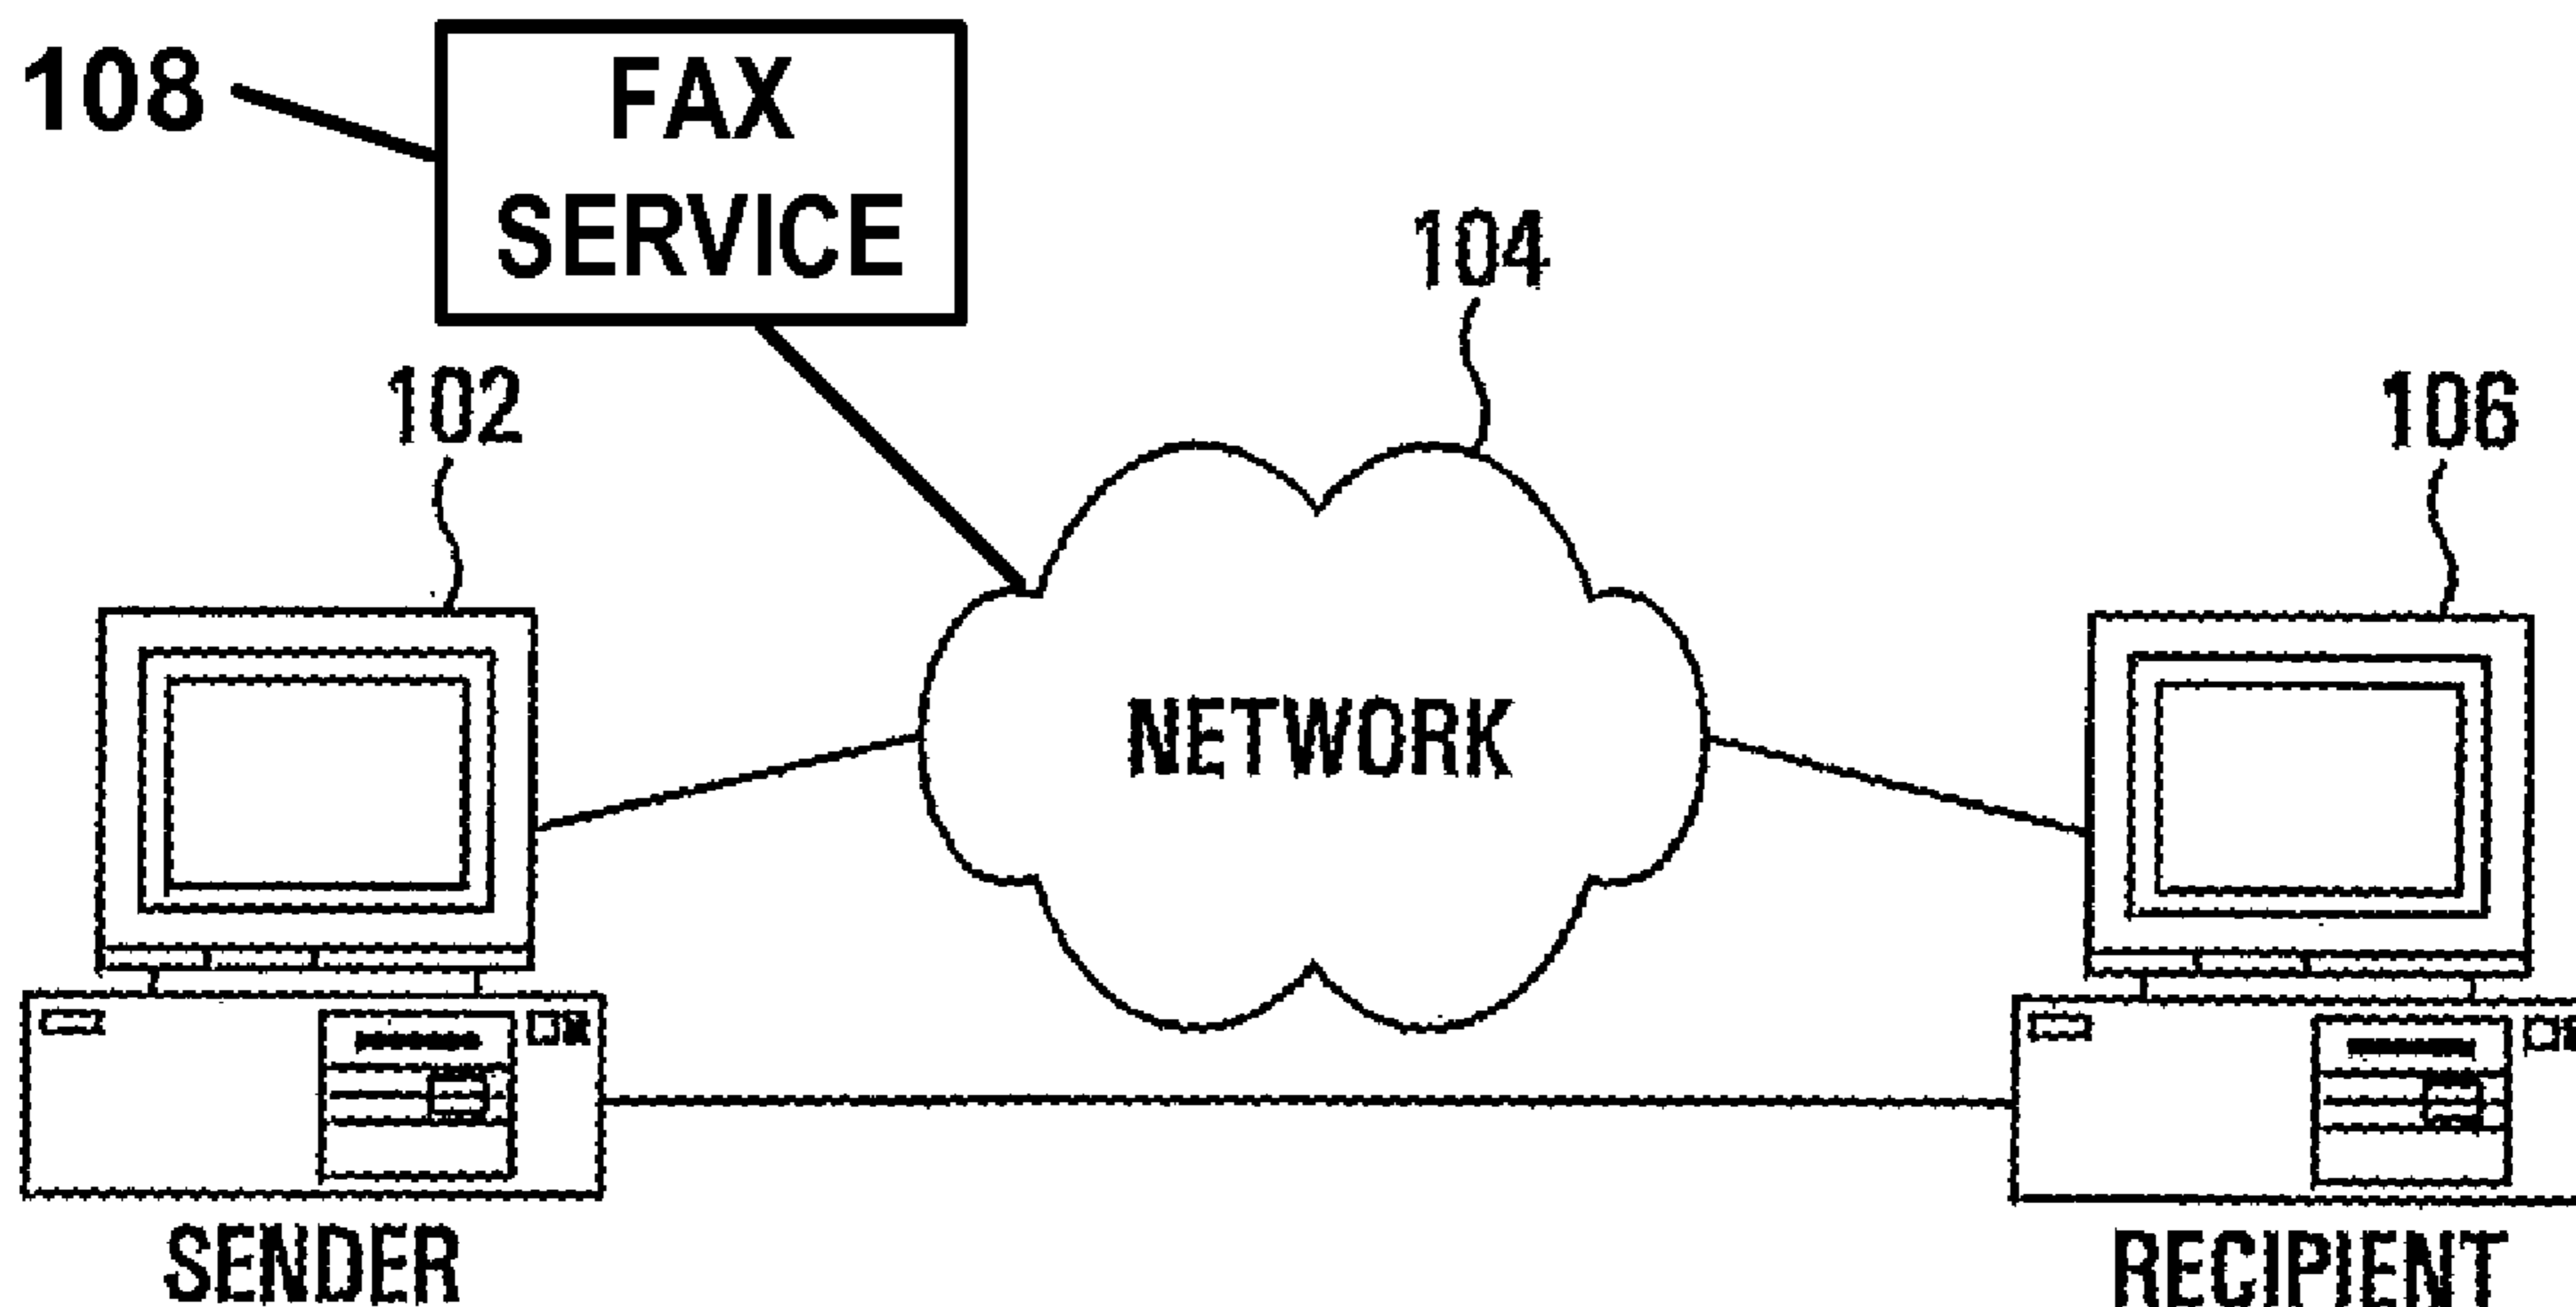 108
FAX
SERVICE
104
102
106
NETWORK
SENDER
RECIPIENT